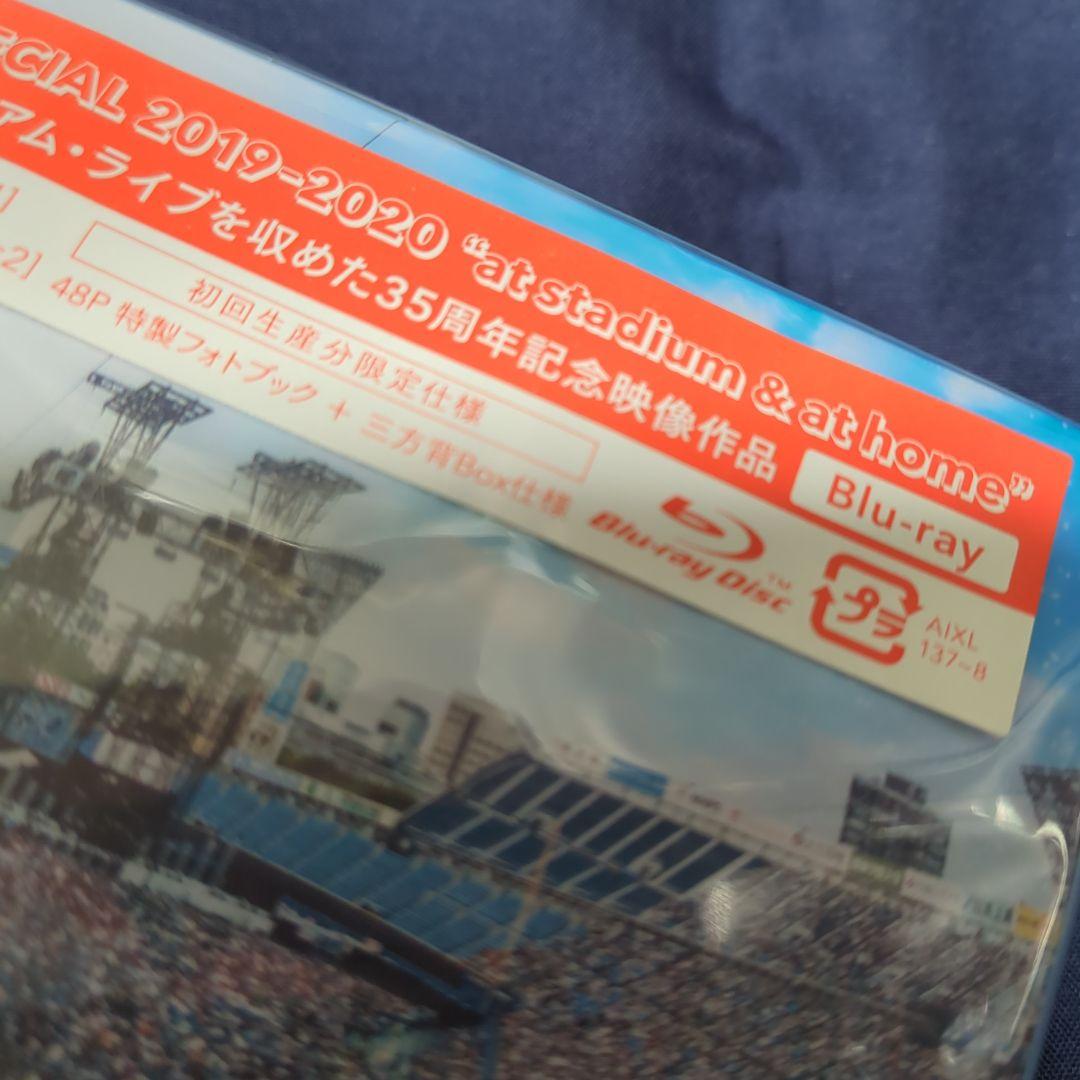 ECIAL 2019-2020 “at stadium & at home”
アム・ライブを収めた35周年記念映像作品
Blu-ray
初回生産分限定仕様
-2] 48P 特製フォトブック + 三方背Box仕様
Blu-ray Disc™
プラ
AIXL
137~8